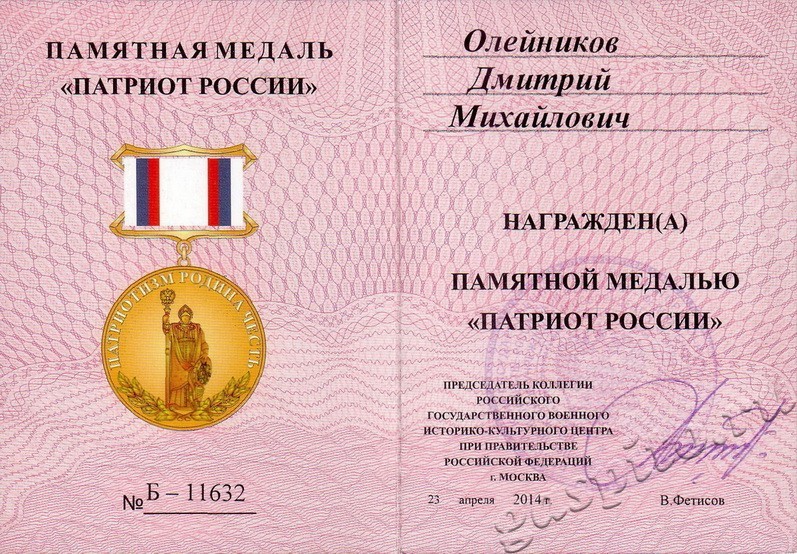 ПАМЯТНАЯ МЕДАЛЬ
«ПАТРИОТ РОССИИ»
ПАТРИОТИЗМ РОДИНА ЧЕСТЬ
№ Б – 11632
Олейников
Дмитрий
Михайлович
НАГРАЖДЕН(А)
ПАМЯТНОЙ МЕДАЛЬЮ
«ПАТРИОТ РОССИИ»
ПРЕДСЕДАТЕЛЬ КОЛЛЕГИИ
РОССИЙСКОГО
ГОСУДАРСТВЕННОГО ВОЕННОГО
ИСТОРИКО-КУЛЬТУРНОГО ЦЕНТРА
ПРИ ПРАВИТЕЛЬСТВЕ
РОССИЙСКОЙ ФЕДЕРАЦИИ
г. МОСКВА
23 апреля 2014 г. В.Фетисов